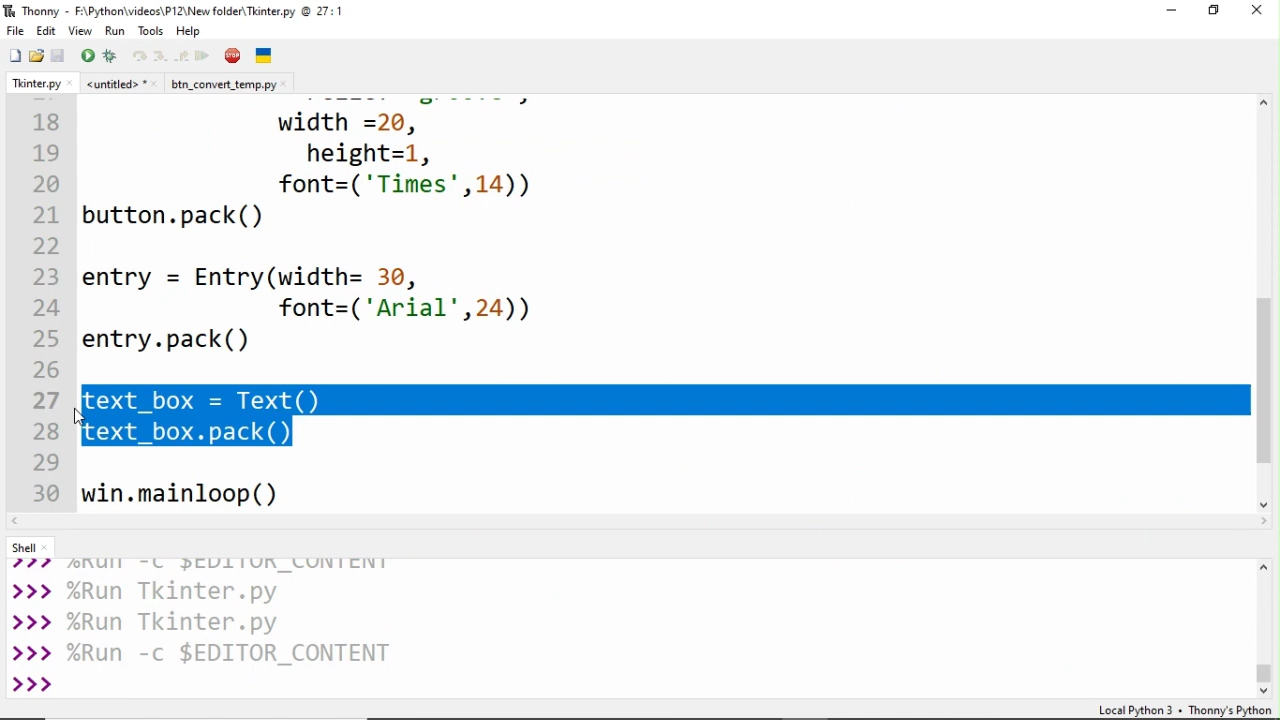 Thonny - F:\Python\videos\P12\New folder\Tkinter.py @ 27:1
File Edit View Run Tools Help
STOP
Tkinter.py <untitled> * btn_convert_temp.py
18 width =20,
19 height=1,
20 font=('Times',14))
21 button.pack()
22
23 entry = Entry(width= 30,
24 font=('Arial',24))
25 entry.pack()
26
27 text_box = Text()
28 text_box.pack()
29
30 win.mainloop()
Shell
>>> %Run -c $EDITOR_CONTENT
>>> %Run Tkinter.py
>>> %Run Tkinter.py
>>> %Run -c $EDITOR_CONTENT
>>>
Local Python 3 • Thonny's Python